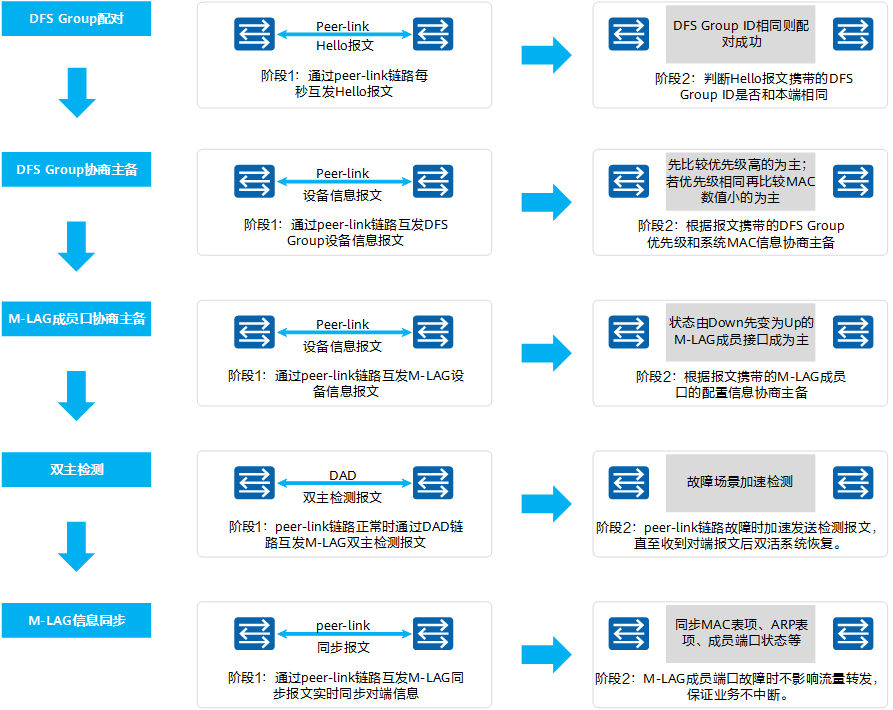 DFS Group配对
Peer-link
Hello报文
阶段1：通过peer-link链路每
秒互发Hello报文
DFS Group ID相同则配
对成功
阶段2：判断Hello报文携带的DFS
Group ID是否和本端相同
DFS Group协商主备
Peer-link
设备信息报文
阶段1：通过peer-link链路互发DFS
Group设备信息报文
先比较优先级高的为主；
若优先级相同再比较MAC
数值小的为主
阶段2：根据报文携带的DFS Group
优先级和系统MAC信息协商主备
M-LAG成员口协商主备
Peer-link
设备信息报文
阶段1：通过peer-link链路互发M-LAG设
备信息报文
状态由Down先变为Up的
M-LAG成员接口成为主
阶段2：根据报文携带的M-LAG成员
口的配置信息协商主备
双主检测
DAD
双主检测报文
阶段1：peer-link链路正常时通过DAD链
路互发M-LAG双主检测报文
故障场景加速检测
阶段2：peer-link链路故障时加速发送检测报文，
直至收到对端报文后双活系统恢复。
M-LAG信息同步
peer-link
同步报文
阶段1：通过peer-link链路互发M-LAG同
步报文实时同步对端信息
同步MAC表项、ARP表
项、成员端口状态等
阶段2：M-LAG成员端口故障时不影响流量转发，
保证业务不中断。